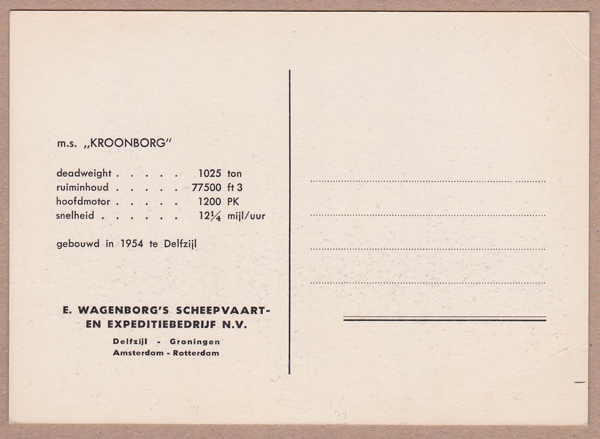 m.s. „KROONBORG”
deadweight . . . . . 1025 ton
ruiminhoud . . . . . 77500 ft 3
hoofdmotor . . . . . 1200 PK
snelheid . . . . . . 12¼ mijl/uur
gebouwd in 1954 te Delfzijl
E. WAGENBORG'S SCHEEPVAART-
EN EXPEDITIEBEDRIJF N.V.
Delfzijl - Groningen
Amsterdam - Rotterdam